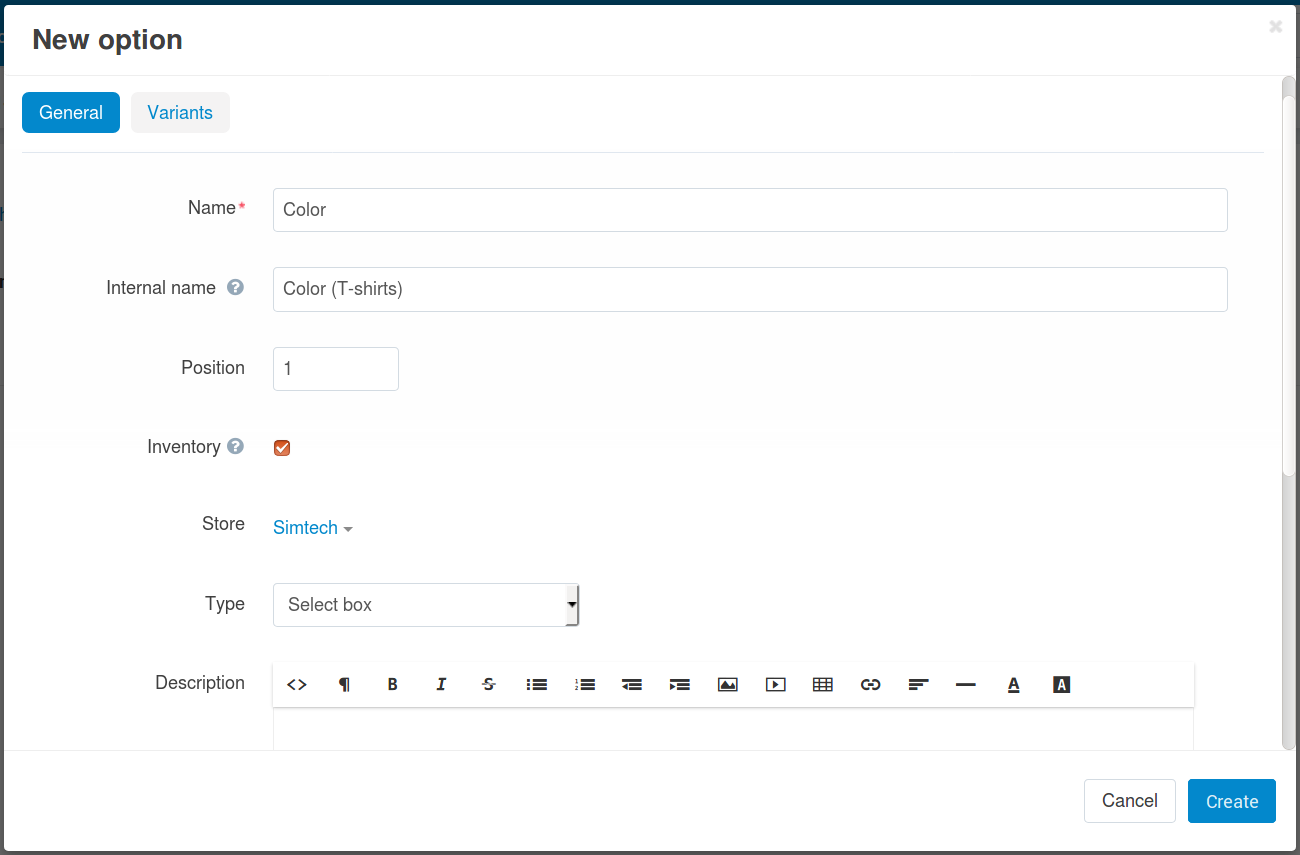 New option
General Variants
Name*
Color
Internal name
Color (T-shirts)
Position
1
Inventory
Store
Simtech
Type
Select box
Description
Cancel Create